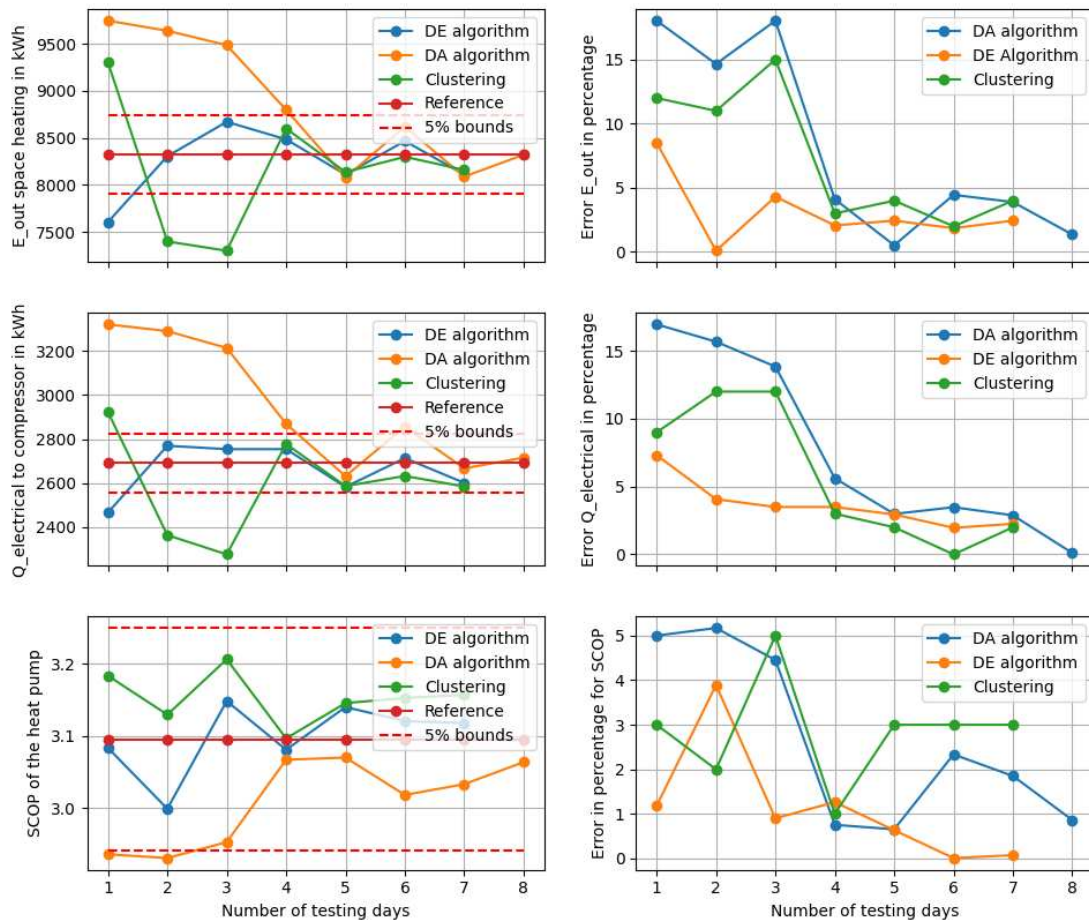 E_out space heating in kWh
9500
9000
8500
8000
7500
DE algorithm
DA algorithm
Clustering
Reference
5% bounds
Error E_out in percentage
15
10
5
0
DA algorithm
DE Algorithm
Clustering
Q_electrical to compressor in kWh
3200
3000
2800
2600
2400
DE algorithm
DA algorithm
Clustering
Reference
5% bounds
Error Q_electrical in percentage
15
10
5
0
DA algorithm
DE algorithm
Clustering
SCOP of the heat pump
3.2
3.1
3.0
DE algorithm
DA algorithm
Clustering
Reference
5% bounds
1 2 3 4 5 6 7 8
Number of testing days
Error in percentage for SCOP
5
4
3
2
1
0
DA algorithm
DE algorithm
Clustering
1 2 3 4 5 6 7 8
Number of testing days